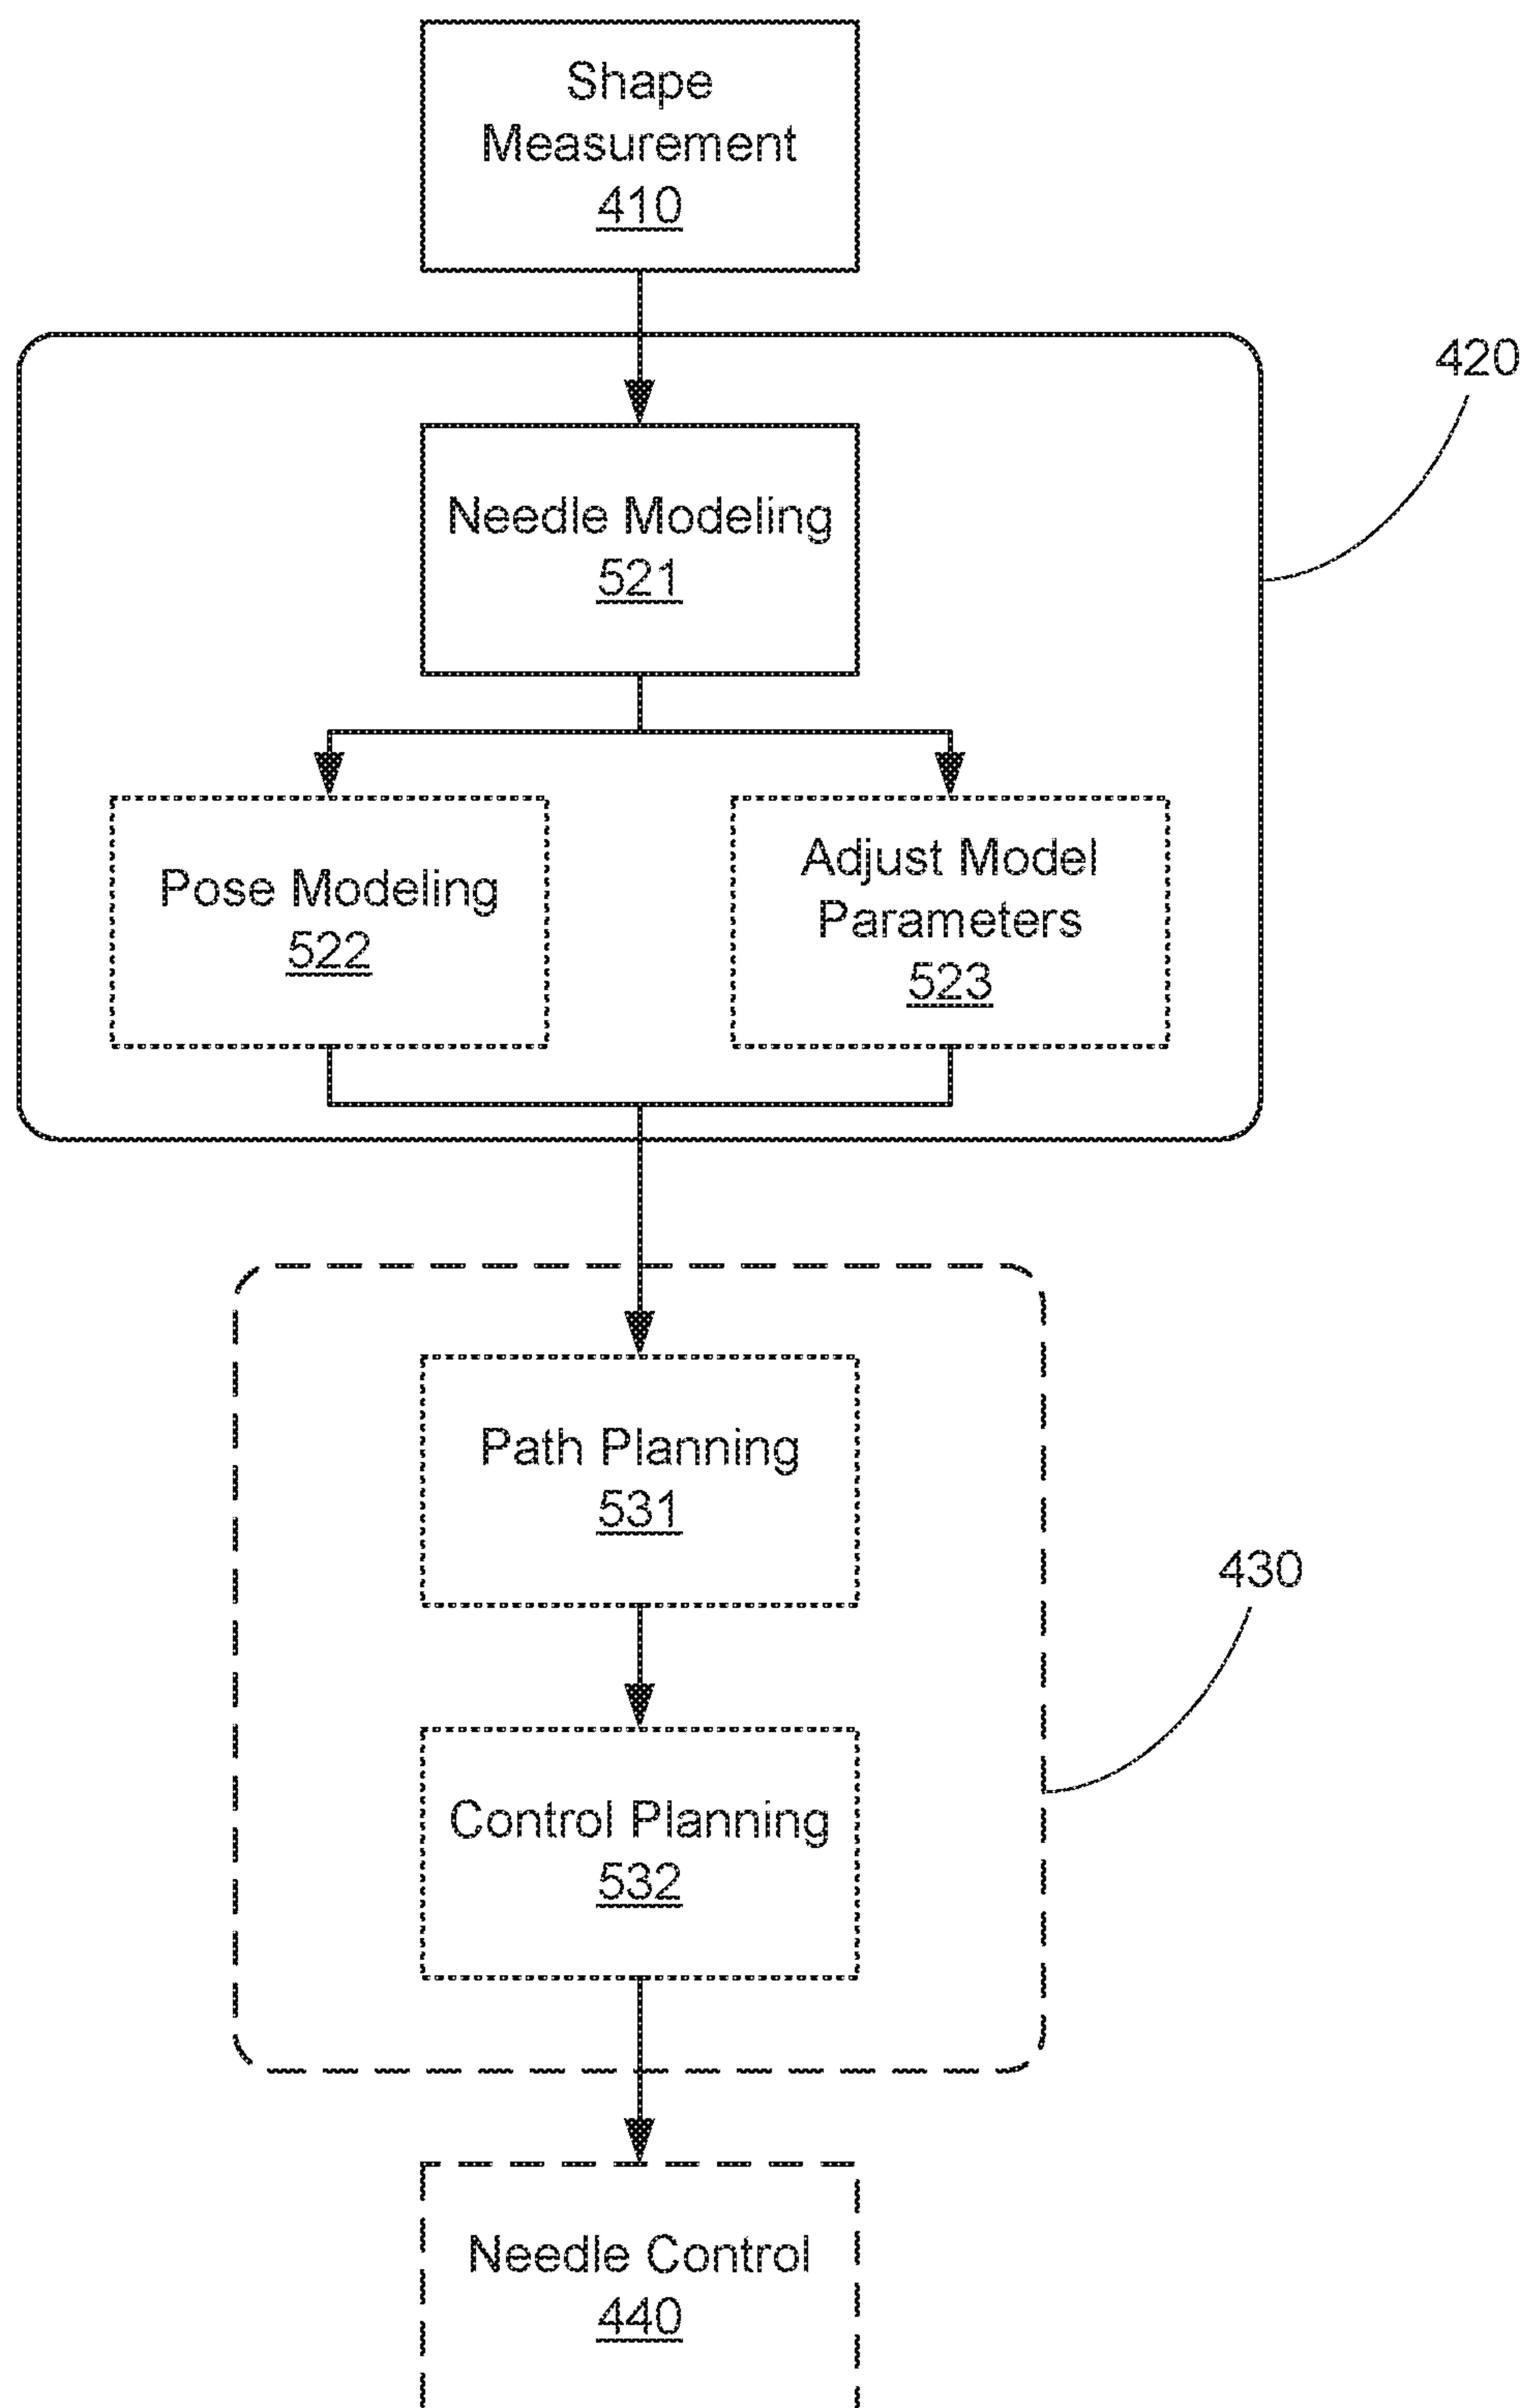 Shape
Measurement
410
420
Needle Modeling
521
Pose Modeling
522
Adjust Model
Parameters
523
Path Planning
531
430
Control Planning
532
Needle Control
440